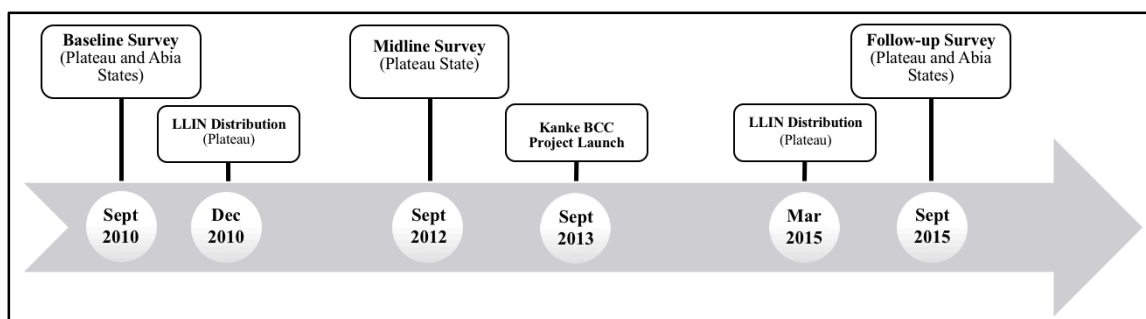 Baseline Survey
(Plateau and Abia
States)
LLIN Distribution
(Plateau)
Midline Survey
(Plateau State)
Kanke BCC
Project Launch
LLIN Distribution
(Plateau)
Follow-up Survey
(Plateau and Abia
States)
Sept
2010
Dec
2010
Sept
2012
Sept
2013
Mar
2015
Sept
2015